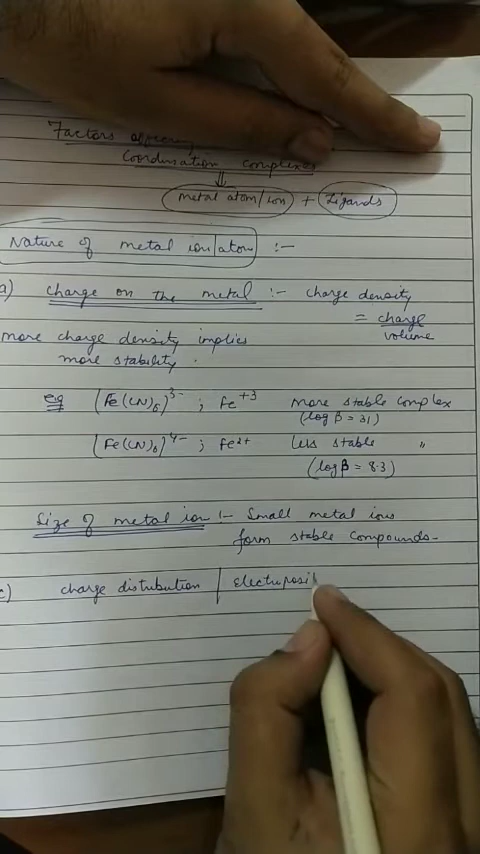 Factors affecting
Coordination complexes
⇓
metal atom/ion + Ligands
Nature of metal ion/atom :-
a) charge on the metal :- charge density
= charge
volume
more charge density implies
more stability .
eg [Fe(CN)6]3- ; Fe+3 more stable complex
(log β = 31)
[Fe(CN)6]4- ; Fe2+ less stable "
(log β = 8.3)
Size of metal ion :- Small metal ions
form stable compounds-
c) charge distribution | electroposi